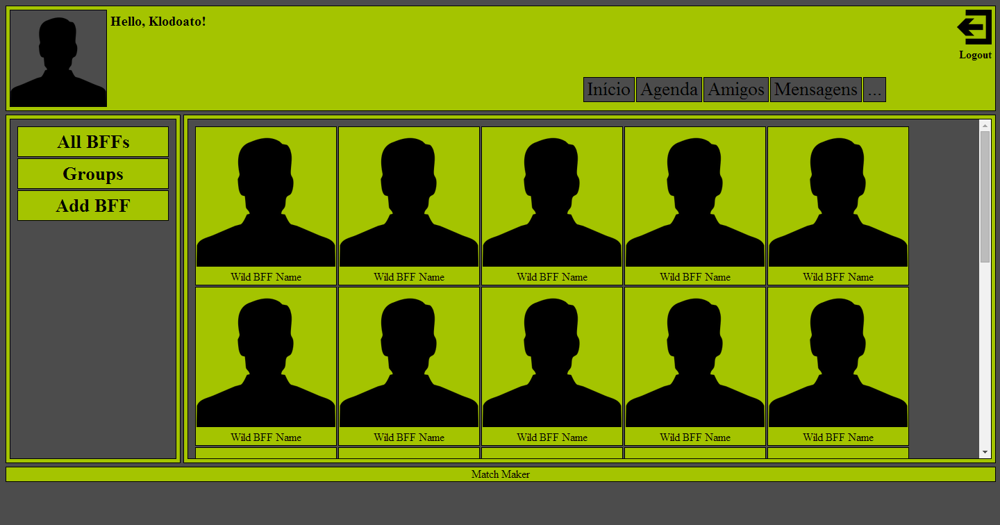 Hello, Klodoato!
Logout
Início Agenda Amigos Mensagens ...
All BFFs
Groups
Add BFF
Wild BFF Name Wild BFF Name Wild BFF Name Wild BFF Name Wild BFF Name
Wild BFF Name Wild BFF Name Wild BFF Name Wild BFF Name Wild BFF Name
Match Maker